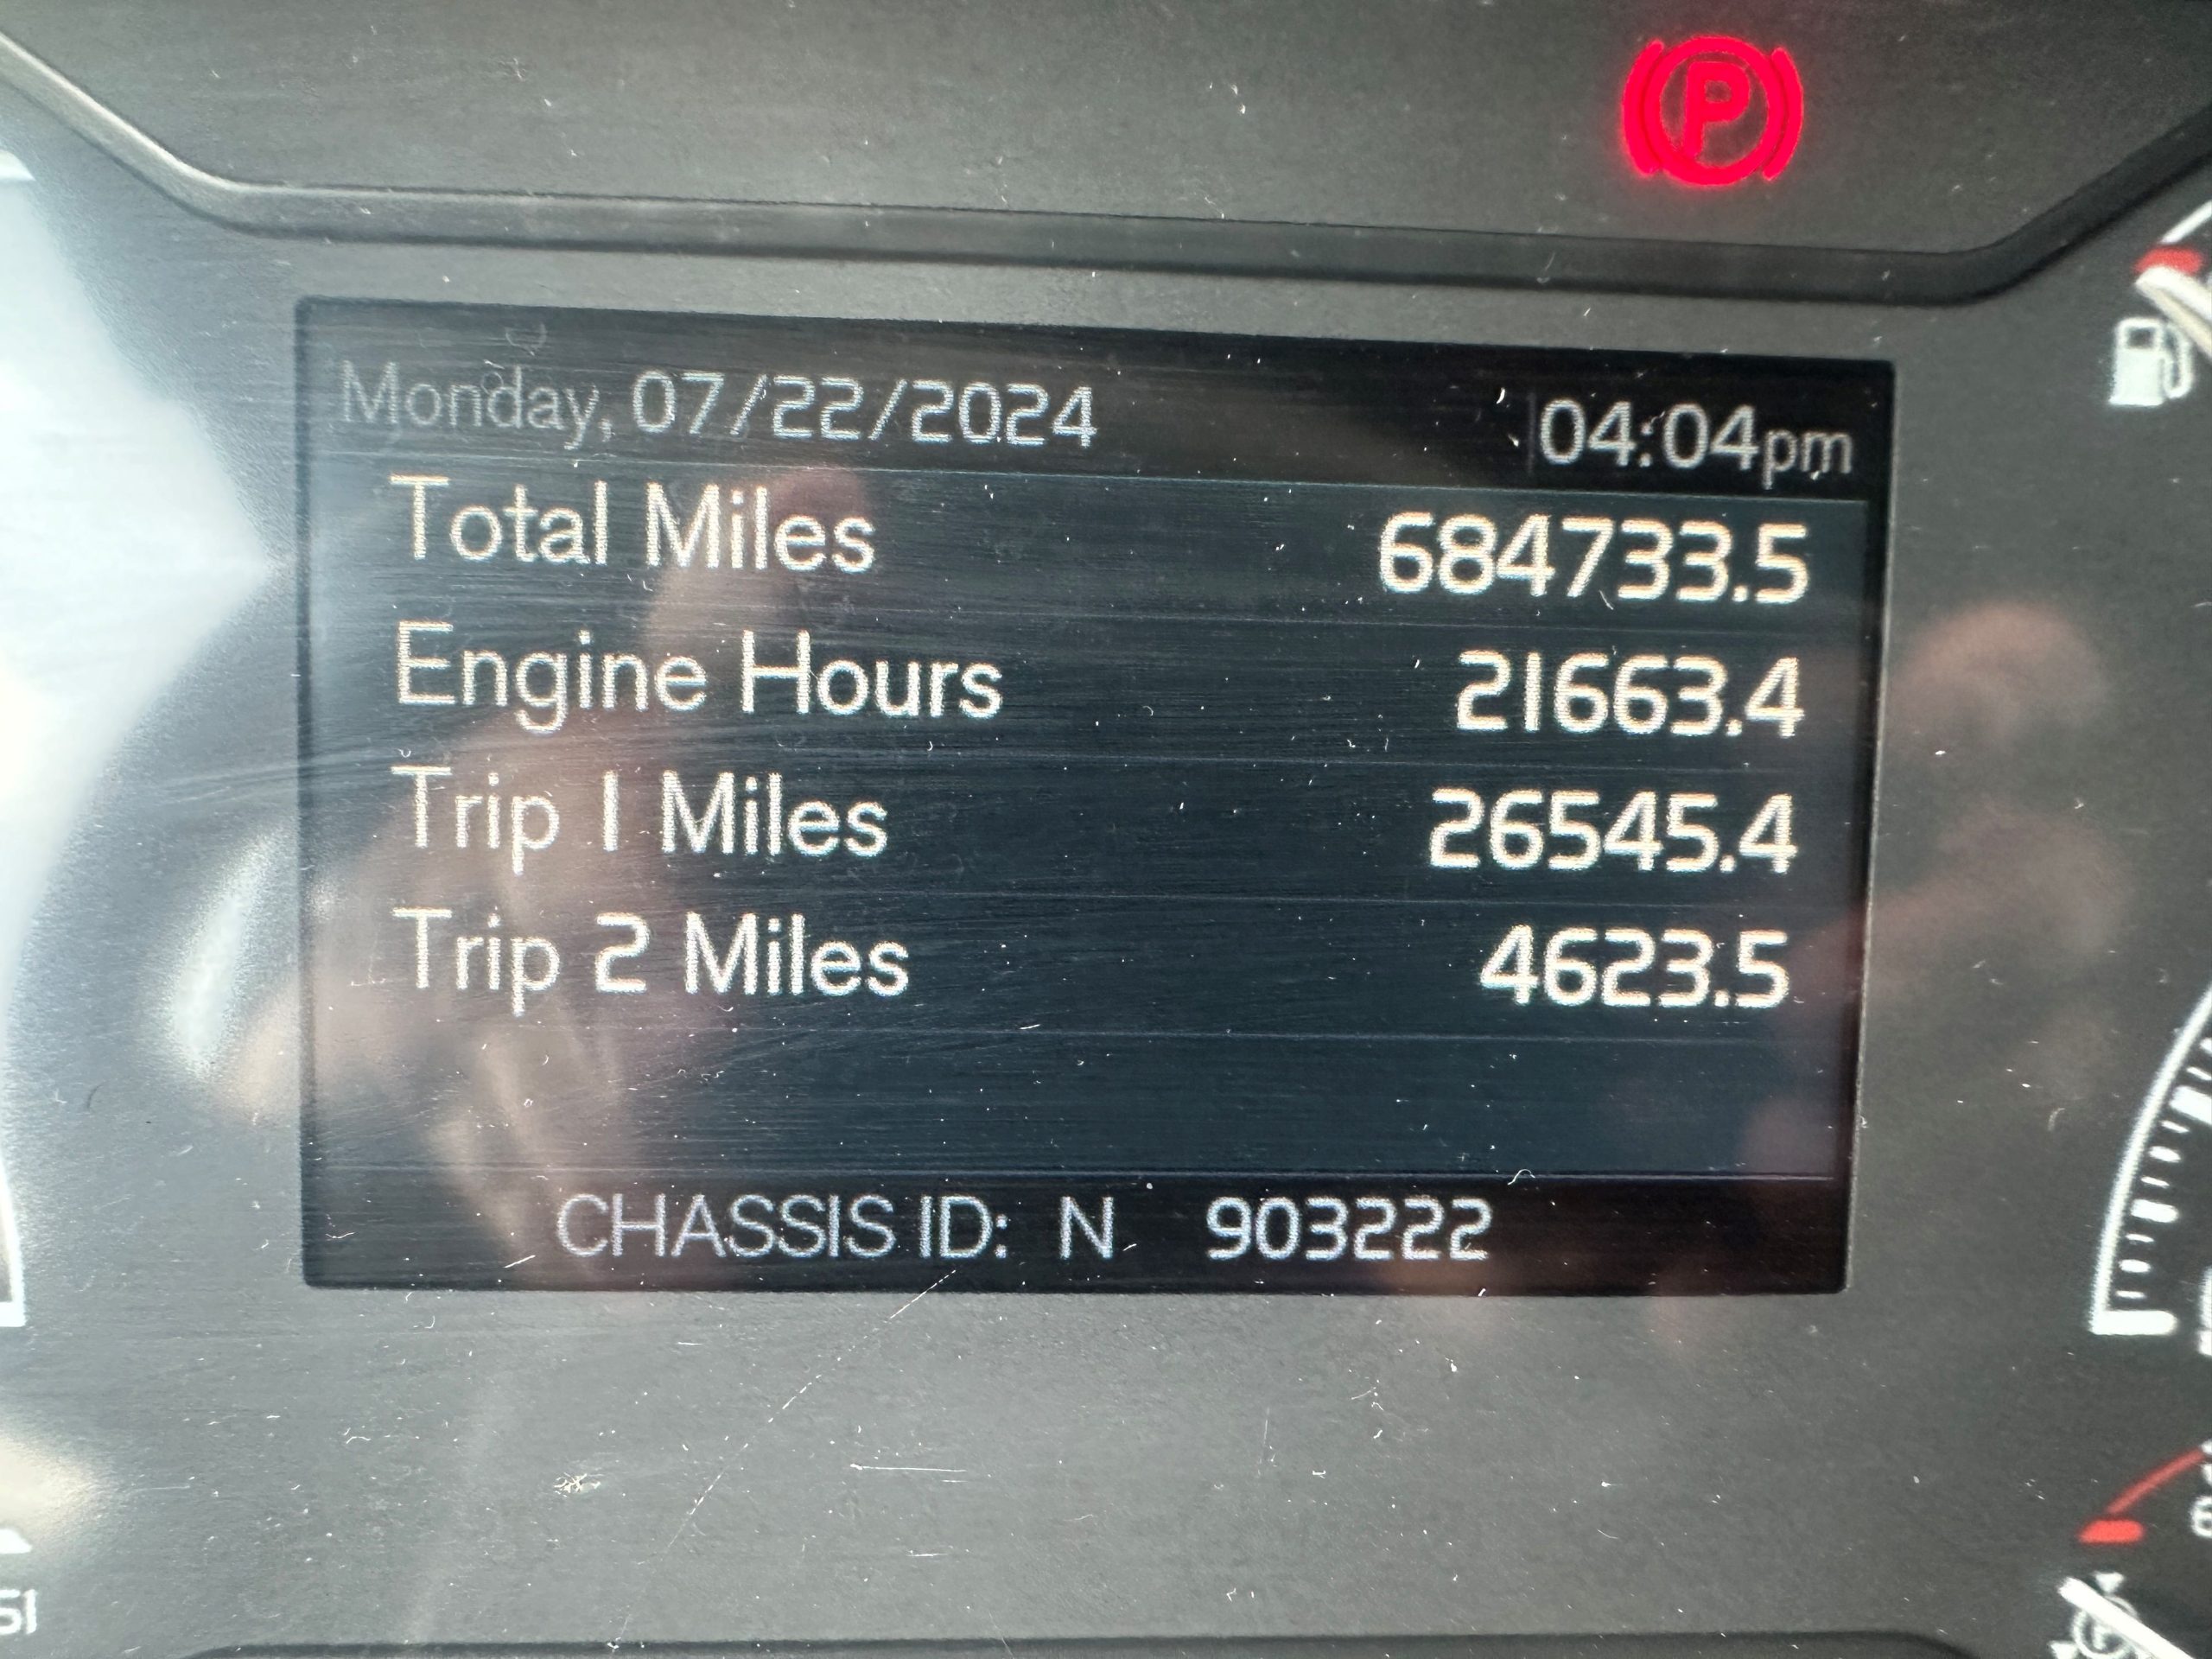 P
Monday, 07/22/2024 04:04pm
Total Miles 684733.5
Engine Hours 21663.4
Trip 1 Miles 26545.4
Trip 2 Miles 4623.5
CHASSIS ID: N 903222